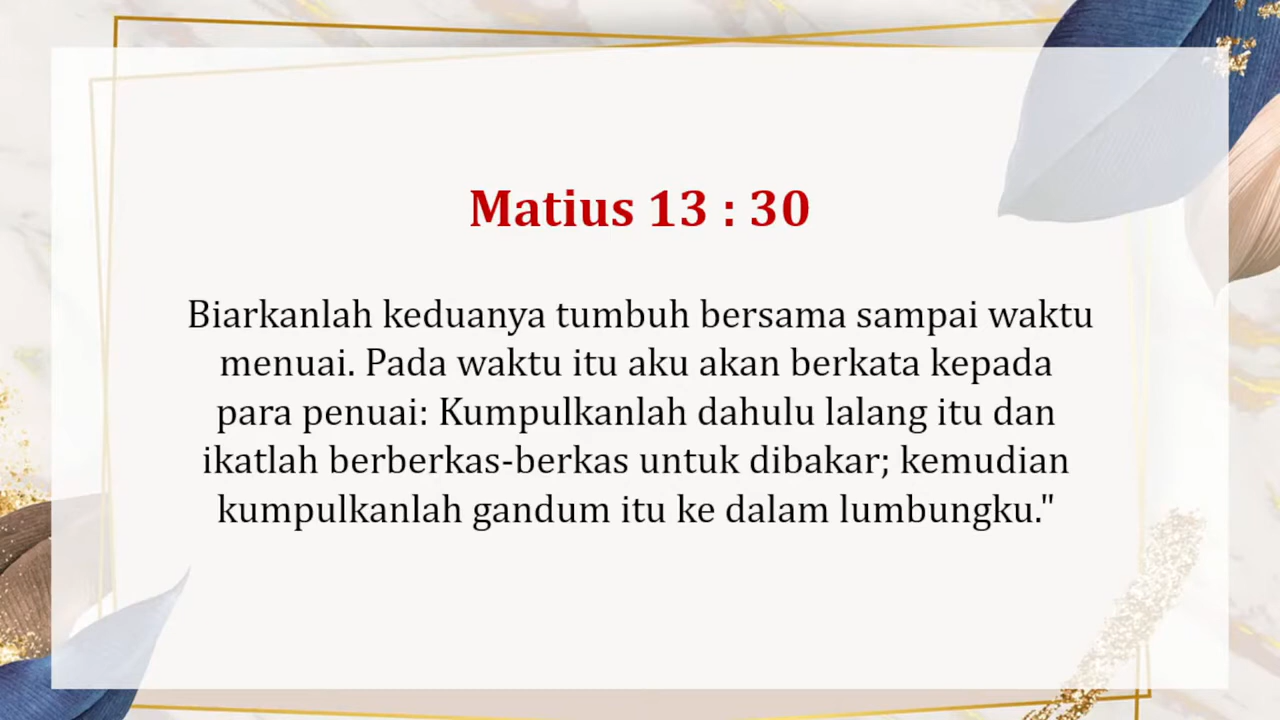 Matius 13 : 30
Biarkanlah keduanya tumbuh bersama sampai waktu
menuai. Pada waktu itu aku akan berkata kepada
para penuai: Kumpulkanlah dahulu lalang itu dan
ikatlah berberkas-berkas untuk dibakar; kemudian
kumpulkanlah gandum itu ke dalam lumbungku."